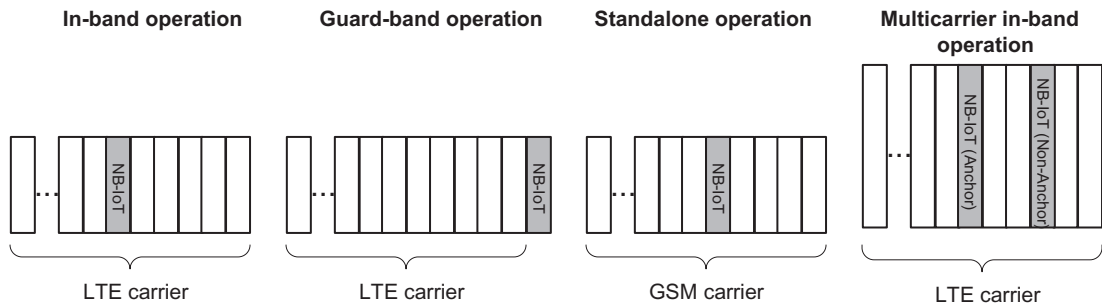 In-band operation
Guard-band operation
Standalone operation
Multicarrier in-band
operation
...
NB-IoT
LTE carrier
...
NB-IoT
LTE carrier
...
NB-IoT
GSM carrier
...
NB-IoT (Anchor)
NB-IoT (Non-Anchor)
LTE carrier